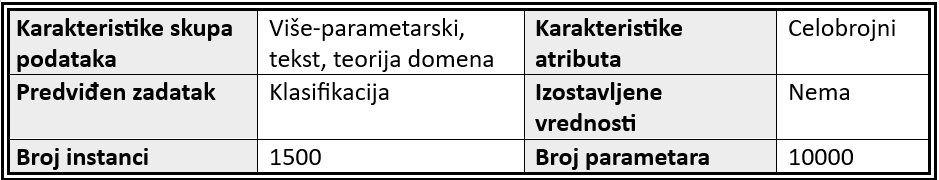 Karakteristike skupa podataka
Više-parametarski, tekst, teorija domena
Karakteristike atributa
Celobrojni
Predviđen zadatak
Klasifikacija
Izostavljene vrednosti
Nema
Broj instanci
1500
Broj parametara
10000